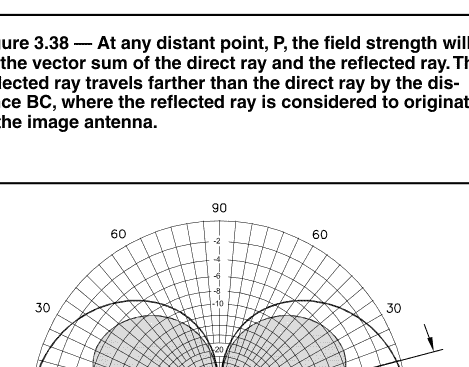 ure 3.38 — At any distant point, P, the field strength will
the vector sum of the direct ray and the reflected ray. Th
lected ray travels farther than the direct ray by the dis-
ce BC, where the reflected ray is considered to originat
the image antenna.
90
60 60
-2
-4
-6
-8
30 -10 30
-20